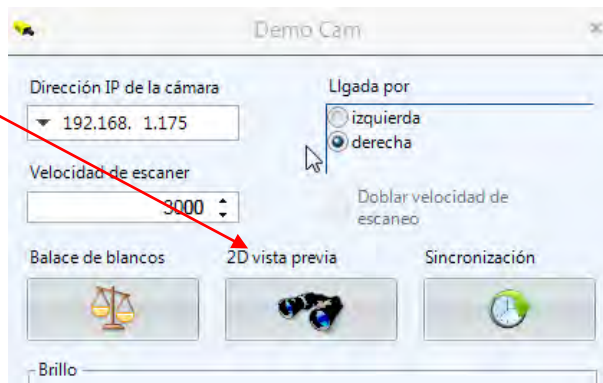 Demo Cam
Dirección IP de la cámara
LIgada por
192.168. 1.175
izquierda
derecha
Velocidad de escaner
3000
Doblar velocidad de
escaneo
Balace de blancos
2D vista previa
Sincronización
Brillo